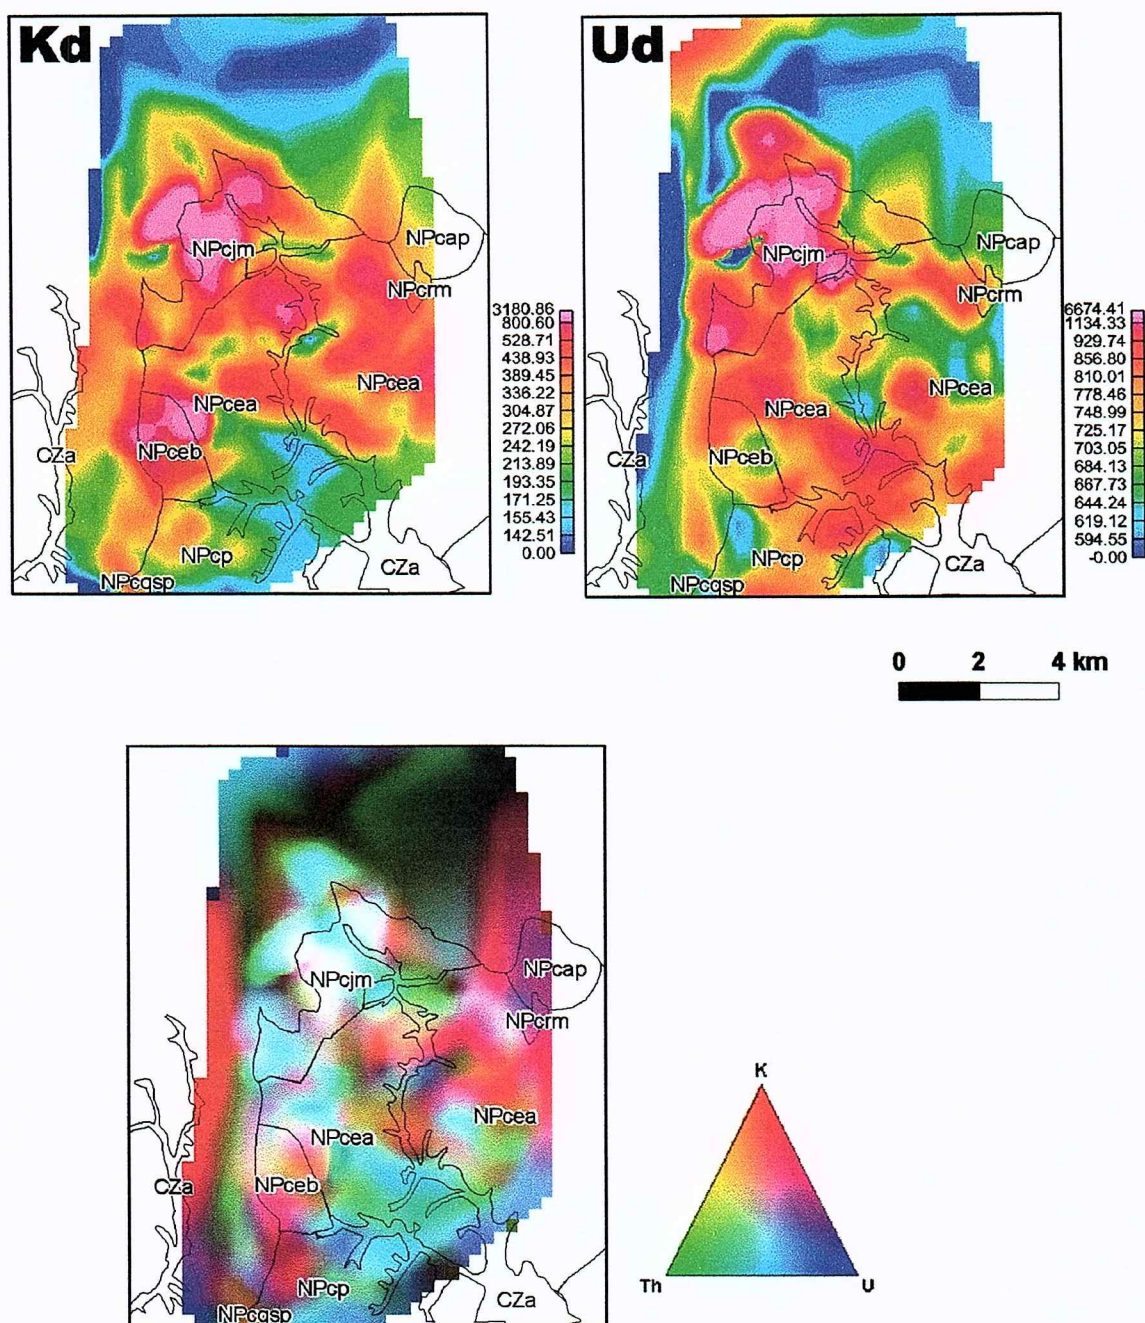 Kd
NPcjm
NPcap
NPcrm
NPcea
NPcea
NPceb
CZa
NPcp
NPcqsp
CZa
3180.86
800.60
528.71
438.93
389.45
336.22
304.87
272.06
242.19
213.89
193.35
171.25
155.43
142.51
0.00
Ud
NPcjm
NPcap
NPcrm
NPcea
NPcea
NPceb
CZa
NPcp
NPcqsp
CZa
6674.41
1134.33
929.74
856.80
810.01
778.46
748.99
725.17
703.05
684.13
667.73
644.24
619.12
594.55
-0.00
0 2 4 km
NPcjm
NPcap
NPcrm
NPcea
NPcea
NPceb
CZa
NPcp
NPcqsp
CZa
K
Th U